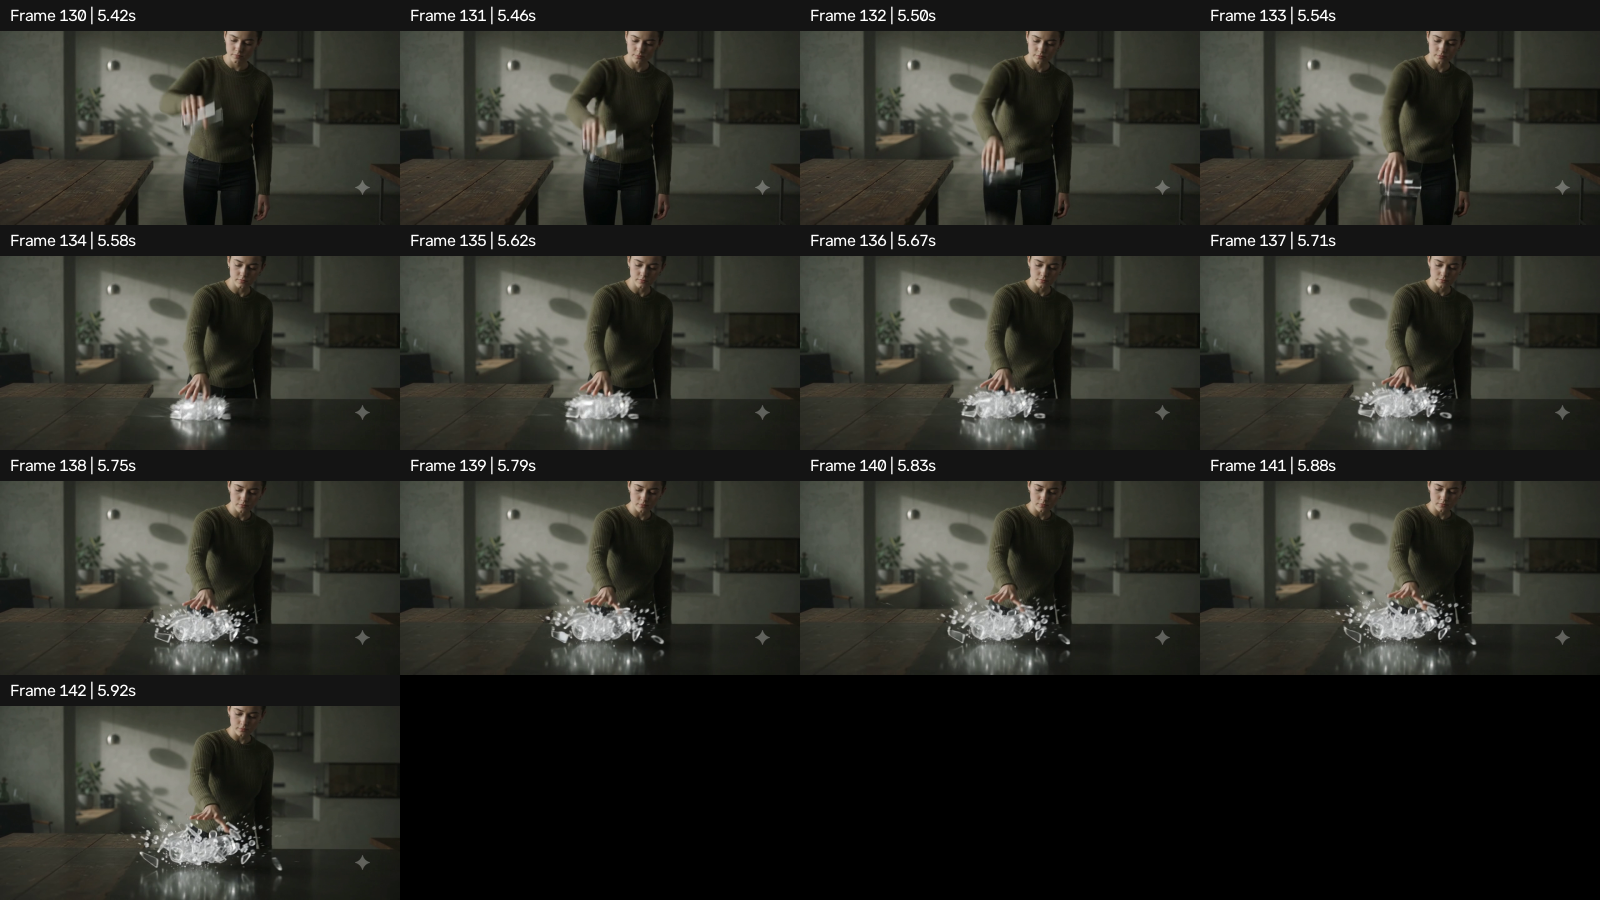 Frame 130 | 5.42s
Frame 131 | 5.46s
Frame 132 | 5.50s
Frame 133 | 5.54s
Frame 134 | 5.58s
Frame 135 | 5.62s
Frame 136 | 5.67s
Frame 137 | 5.71s
Frame 138 | 5.75s
Frame 139 | 5.79s
Frame 140 | 5.83s
Frame 141 | 5.88s
Frame 142 | 5.92s